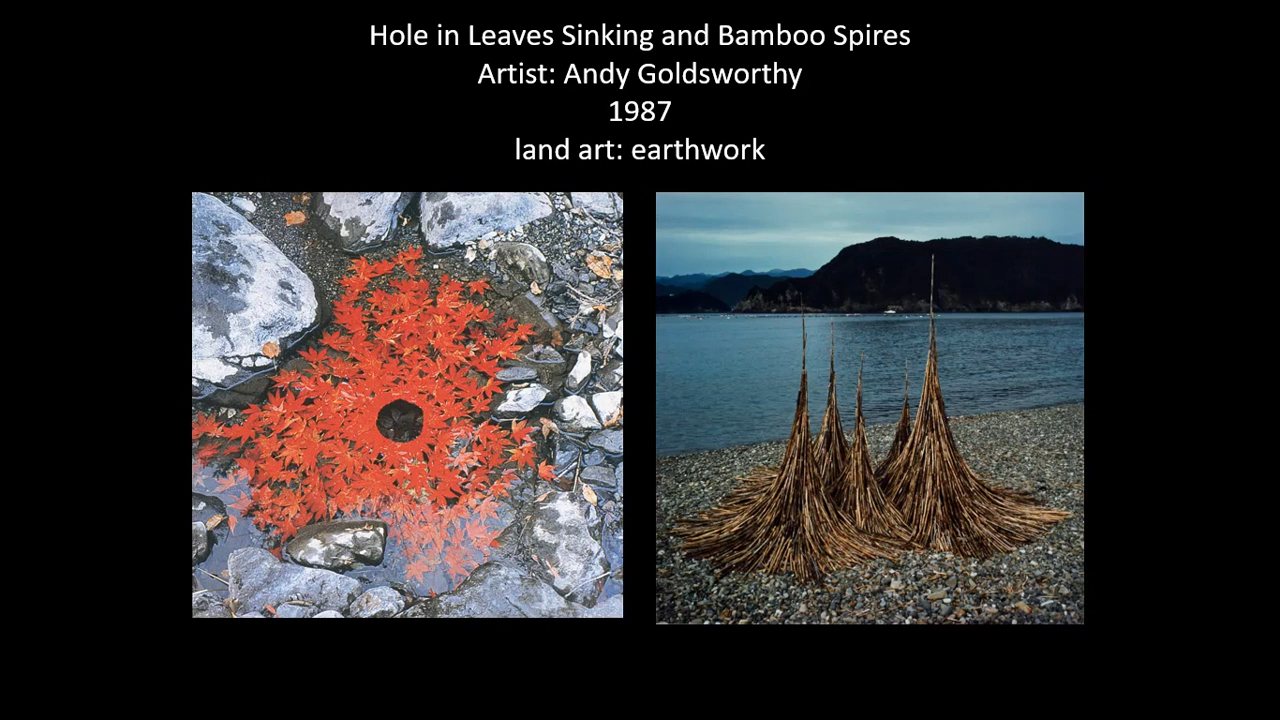 Hole in Leaves Sinking and Bamboo Spires
Artist: Andy Goldsworthy
1987
land art: earthwork